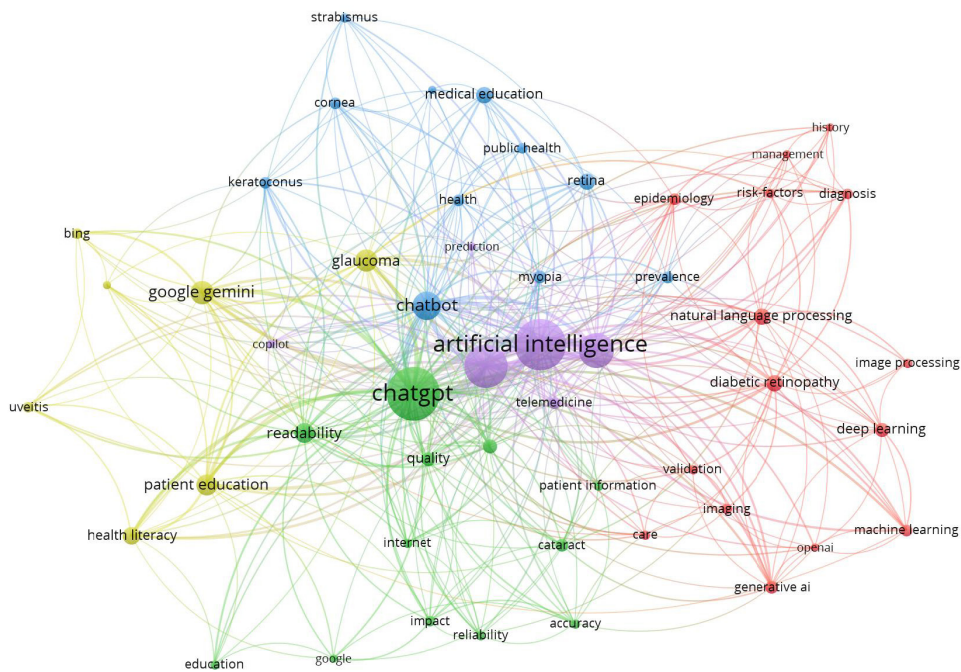 strabismus
medical education
cornea
history
public health
management
keratoconus
retina
risk-factors
diagnosis
health
epidemiology
bing
prediction
glaucoma
myopia
prevalence
google gemini
chatbot
natural language processing
copilot
artificial intelligence
image processing
diabetic retinopathy
chatgpt
telemedicine
uveitis
deep learning
readability
quality
validation
patient education
patient information
imaging
health literacy
machine learning
care
internet
cataract
openai
generative ai
impact
accuracy
reliability
google
education